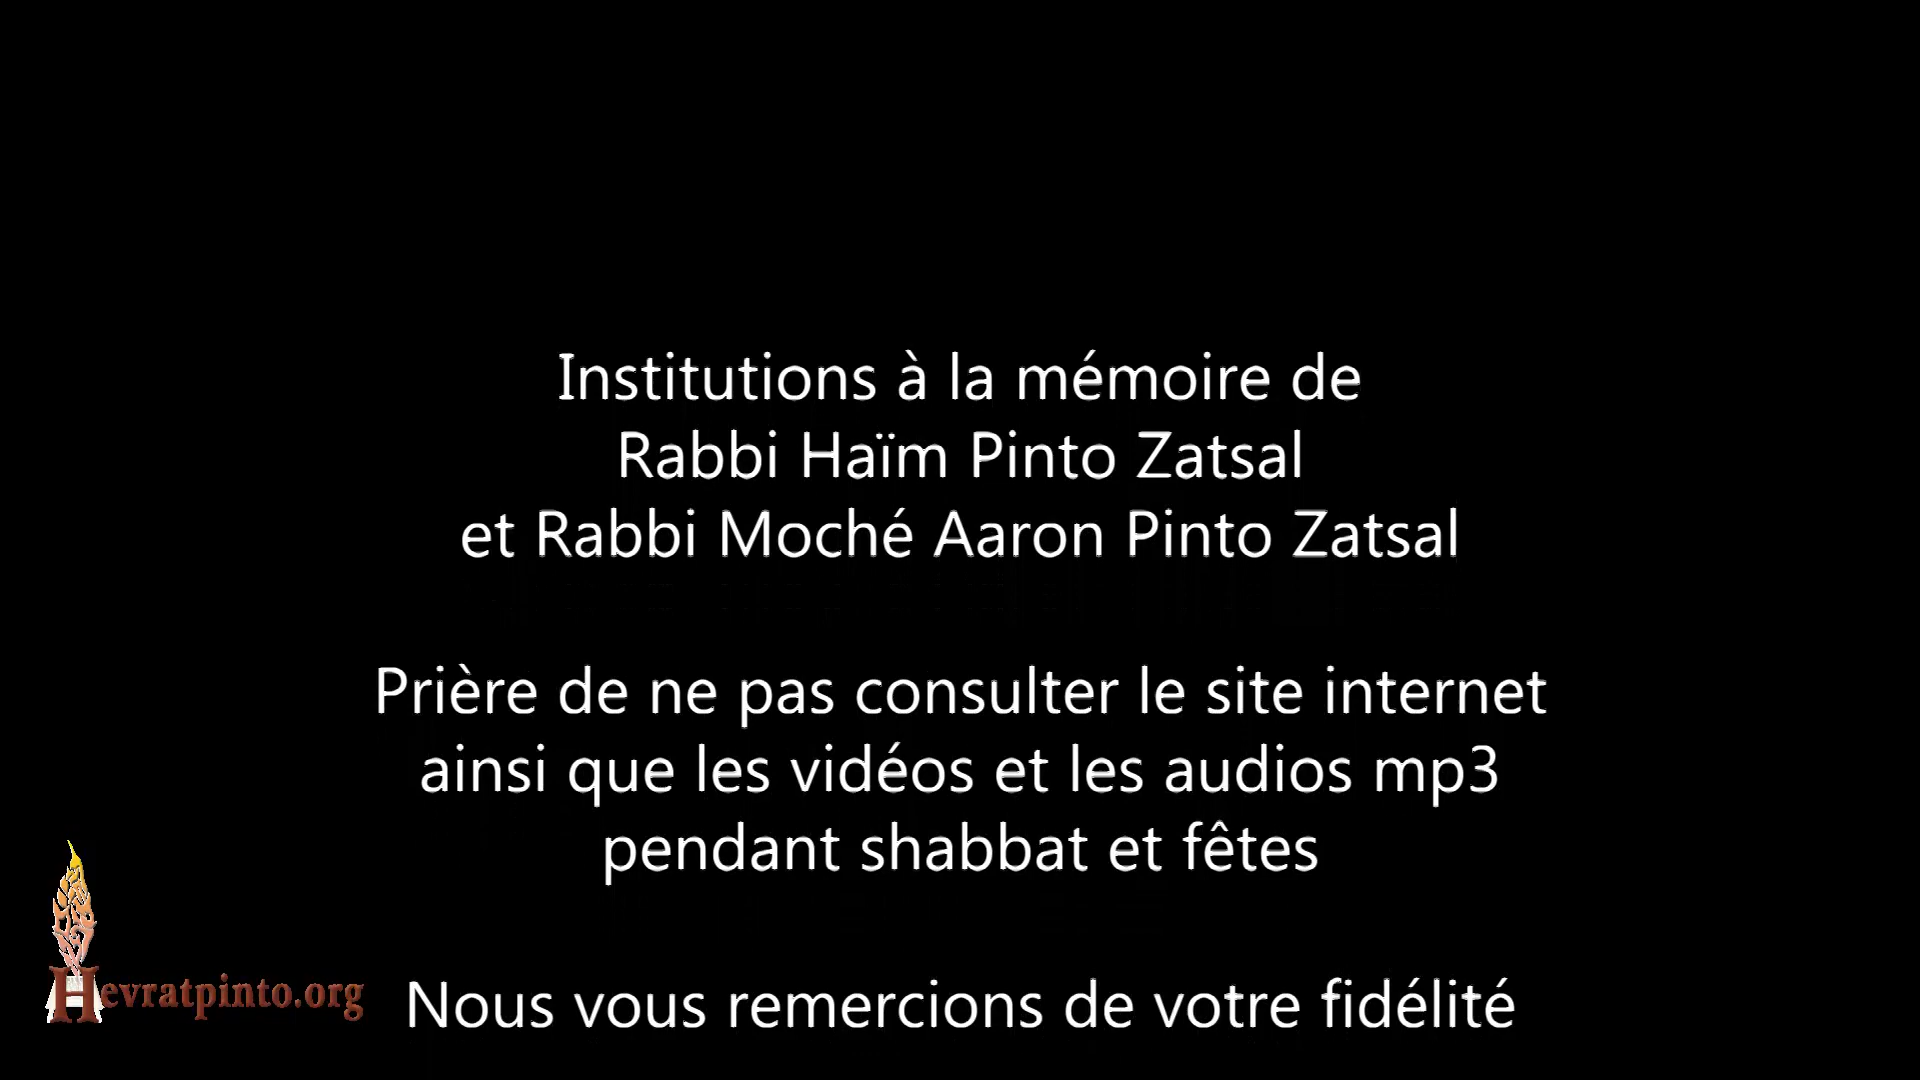 Institutions à la mémoire de
Rabbi Haïm Pinto Zatsal
et Rabbi Moché Aaron Pinto Zatsal
Prière de ne pas consulter le site internet
ainsi que les vidéos et les audios mp3
pendant shabbat et fêtes
Nous vous remercions de votre fidélité
Hevratpinto.org